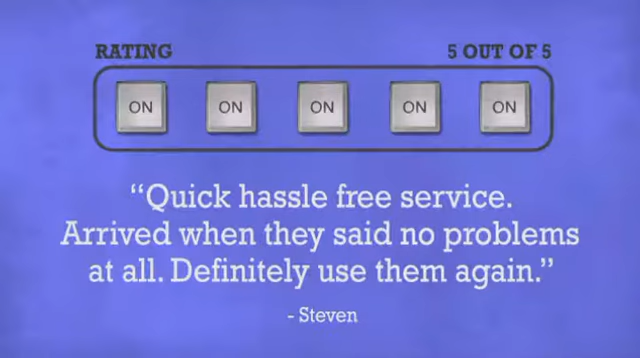 RATING 5 OUT OF 5
ON ON ON ON ON
“Quick hassle free service.
Arrived when they said no problems
at all. Definitely use them again.”
- Steven